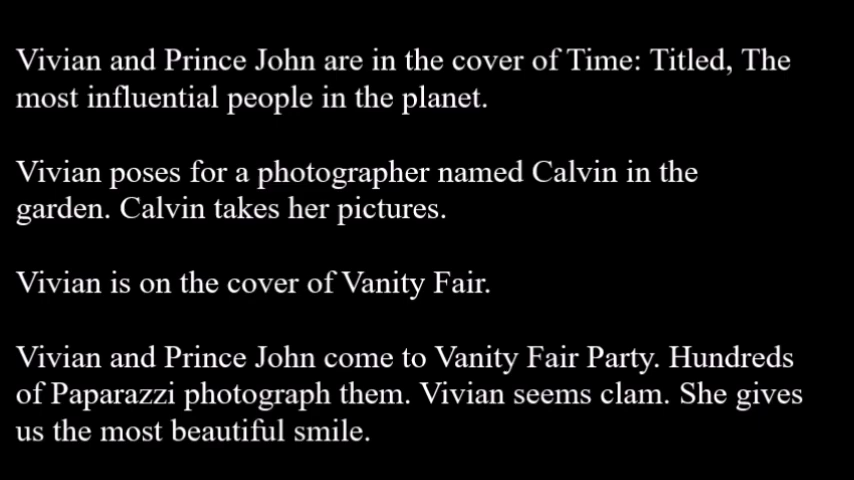 Vivian and Prince John are in the cover of Time: Titled, The
most influential people in the planet.
Vivian poses for a photographer named Calvin in the
garden. Calvin takes her pictures.
Vivian is on the cover of Vanity Fair.
Vivian and Prince John come to Vanity Fair Party. Hundreds
of Paparazzi photograph them. Vivian seems clam. She gives
us the most beautiful smile.